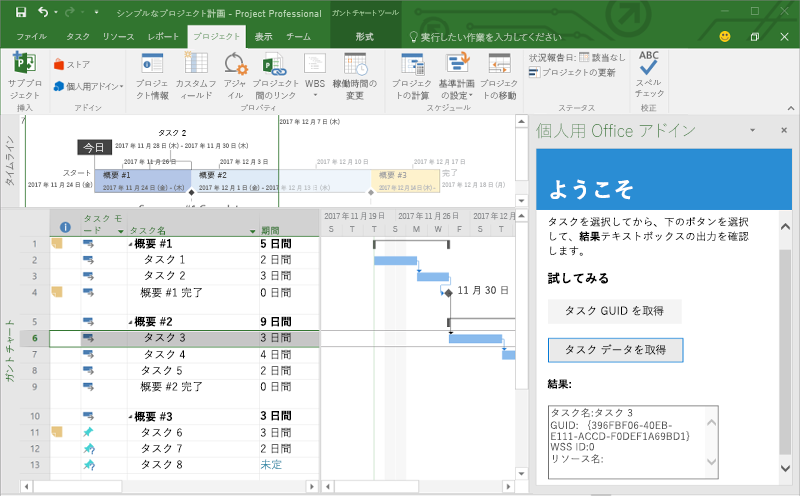 シンプルなプロジェクト計画 - Project Professional
ガント チャート ツール
ファイル タスク リソース レポート プロジェクト 表示 チーム 形式 実行したい作業を入力してください
サブプロジェクト
挿入
ストア
個人用アドイン
アドイン
プロジェクト情報
カスタム フィールド
アジャイル
プロジェクト間のリンク
WBS
稼働時間の変更
プロパティ
プロジェクトの計算
基準計画の設定
プロジェクトの移動
スケジュール
状況報告日: 該当なし
プロジェクトの更新
ステータス
ABC
スペル チェック
校正
タイムライン
2017 年 12 月 7 日 (木)
タスク 2
2017 年 11 月 28 日 (木) - 2017 年 11 月 30 日 (木)
今日
2017 年 11 月 26 日 2017 年 12 月 3 日 2017 年 12 月 10 日 2017 年 12 月 17 日
スタート
2017 年 11 月 24 日 (金)
概要 #1
2017 年 11 月 24 日 (金) - (木)
概要 #2
2017 年 12 月 1 日 (金) - 2017 年 12 月 13 日 (水)
概要 #3
完了
2017 年 12 月 18 日 (月)
ガント チャート
タスク モード タスク名 期間
1 概要 #1 5 日間
2 タスク 1 2 日間
3 タスク 2 3 日間
4 概要 #1 完了 0 日間
5 概要 #2 9 日間
6 タスク 3 3 日間
7 タスク 4 4 日間
8 タスク 5 2 日間
9 概要 #2 完了 0 日間
10 概要 #3 3 日間
11 タスク 6 3 日間
12 タスク 7 2 日間
13 タスク 8 未定
2017 年 11 月 19 日 2017 年 11 月 26 日 2017 年 12 月
S T M W F S T
11 月 30 日
個人用 Office アドイン
ようこそ
タスクを選択してから、下のボタンを選択
して、結果テキストボックスの出力を確認
します。
試してみる
タスク GUID を取得
タスク データを取得
結果:
タスク名:タスク 3
GUID: {396FBF06-40EB-
E111-ACCD-F0DEF1A69BD1}
WSS ID:0
リソース名: